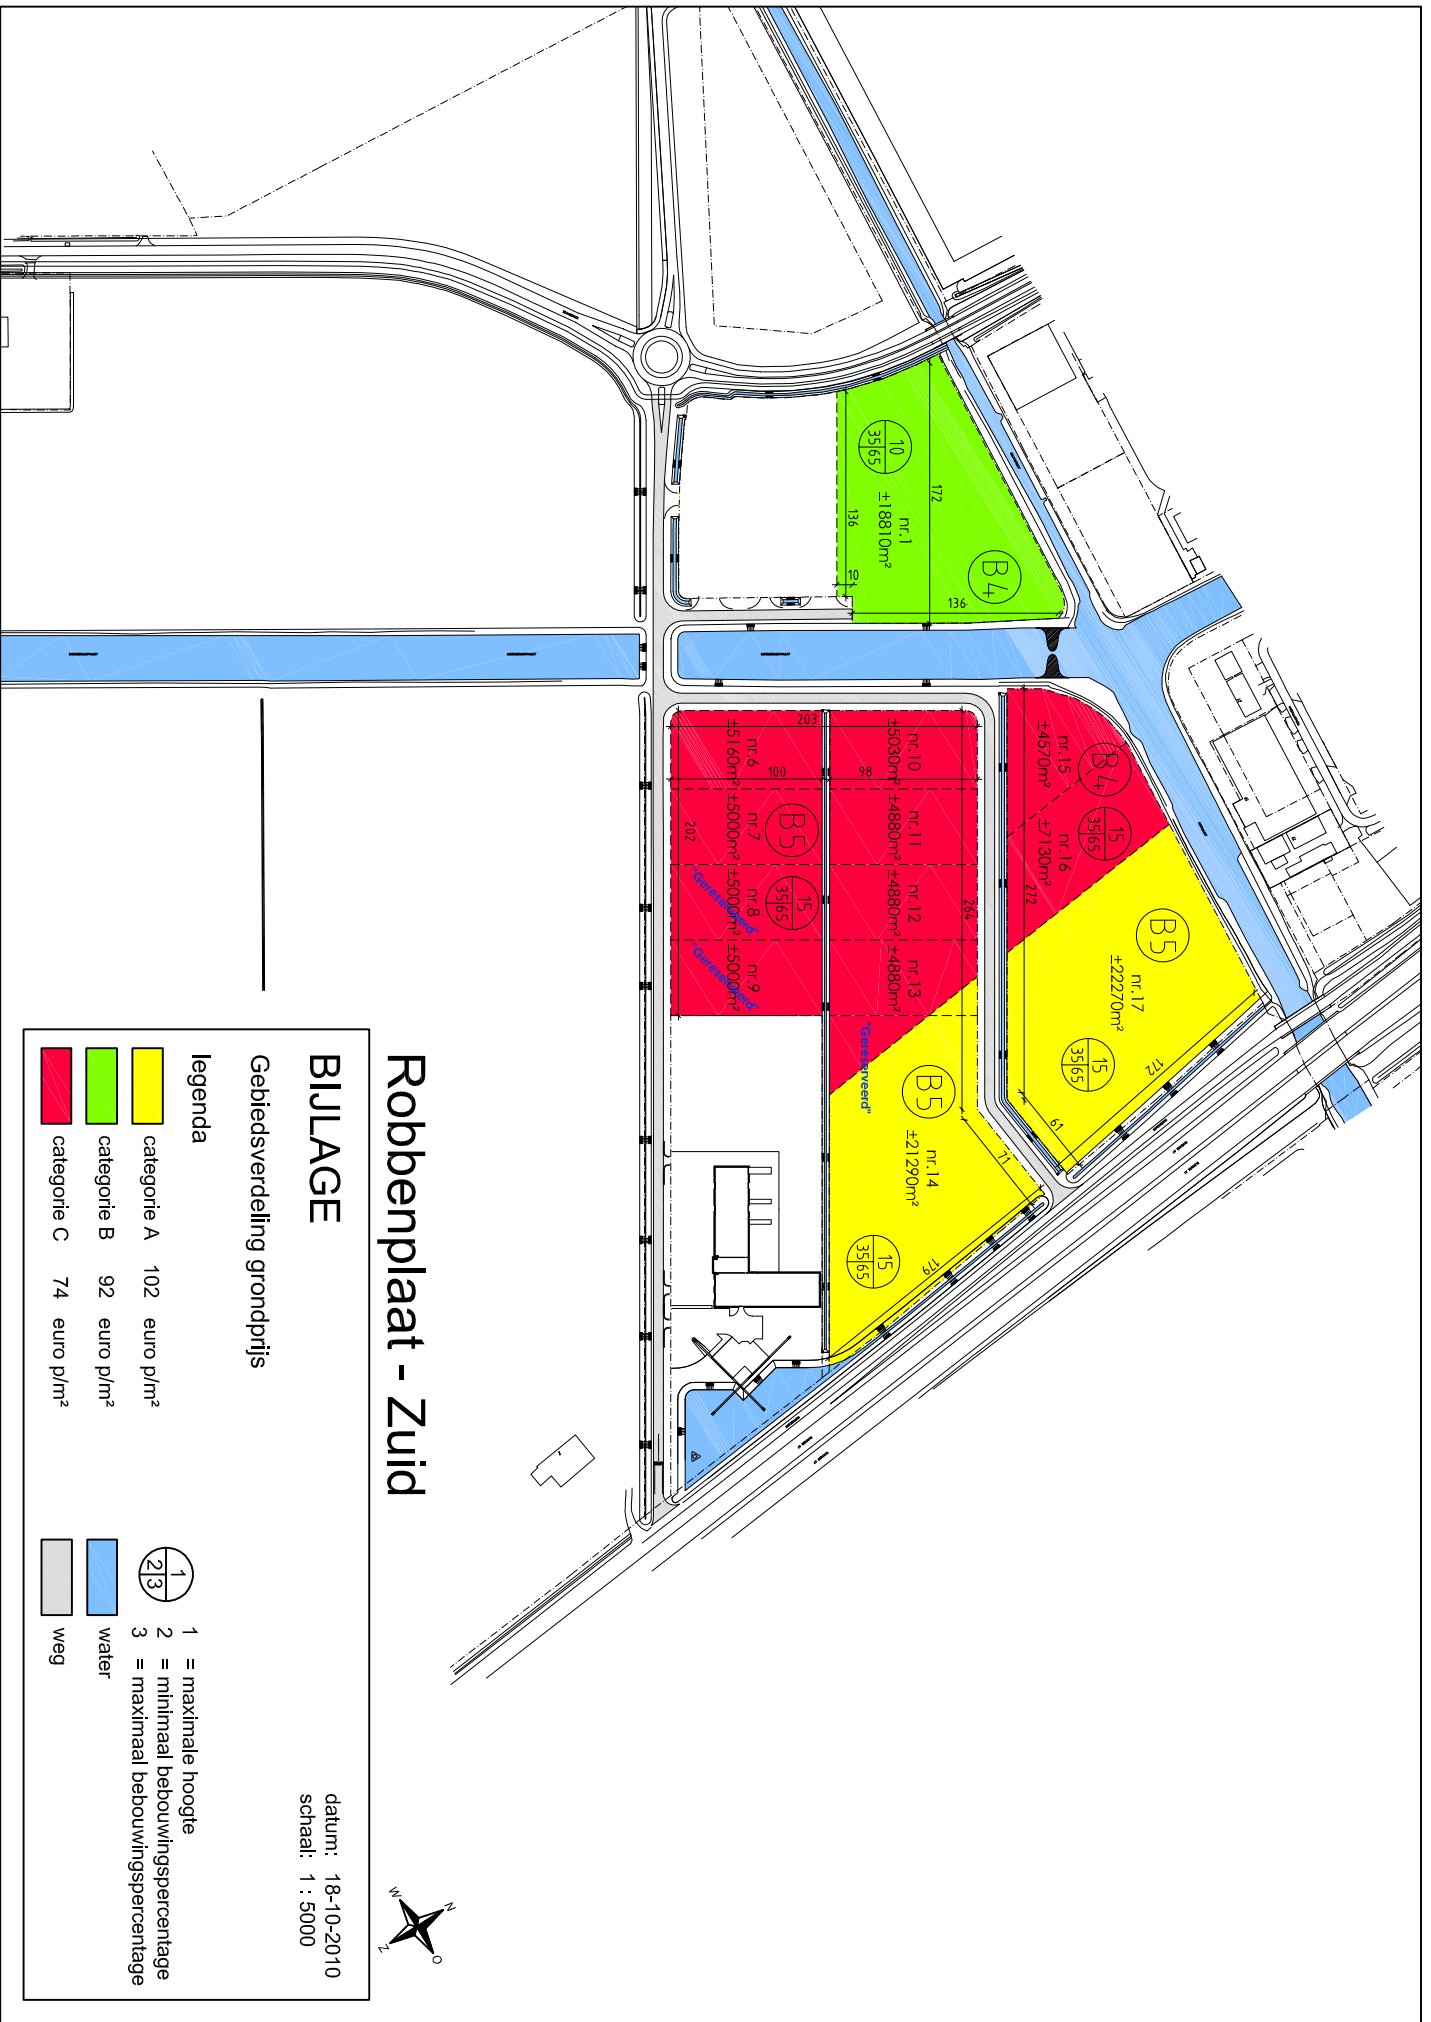 Robbenplaat - Zuid
BIJLAGE
Gebiedsverdeling grondprijs
datum: 18-10-2010
schaal: 1 : 5000
legenda
categorie A 102 euro p/m²
categorie B 92 euro p/m²
categorie C 74 euro p/m²
1
2|3
1 = maximale hoogte
2 = minimaal bebouwingspercentage
3 = maximaal bebouwingspercentage
water
weg
N
O
Z
W
B4
10
35|65
nr.1
±18810m²
172
136
10
136
B4
15
35|65
nr.15
±4570m²
nr.16
±7130m²
272
B5
nr.17
±22270m²
15
35|65
172
61
nr.10
±5030m²
nr.11
±4880m²
nr.12
±4880m²
nr.13
±4880m²
264
203
98
100
"Gereserveerd"
B5
nr.14
±21290m²
15
35|65
71
179
nr.6
±5160m²
nr.7
±5000m²
nr.8
±5000m²
"Gereserveerd"
nr.9
±5000m²
"Gereserveerd"
B5
15
35|65
202